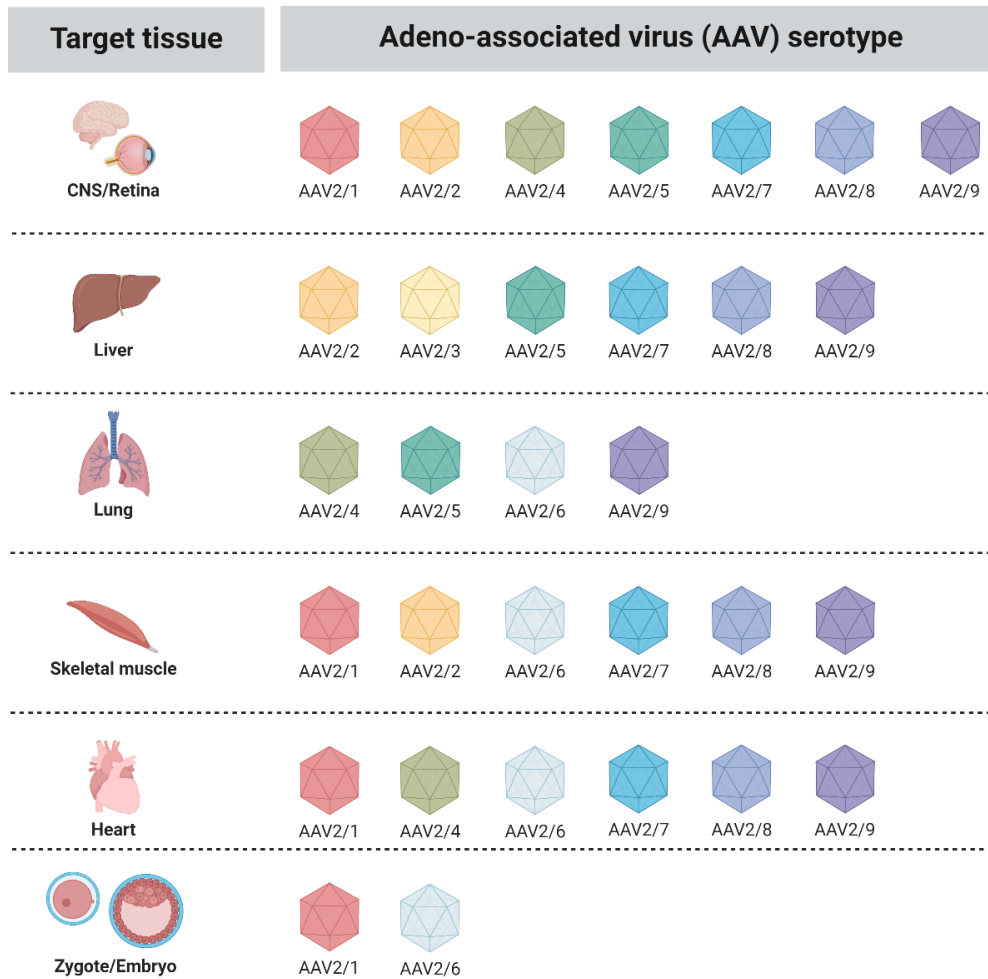 Target tissue
Adeno-associated virus (AAV) serotype
CNS/Retina
AAV2/1 AAV2/2 AAV2/4 AAV2/5 AAV2/7 AAV2/8 AAV2/9
Liver
AAV2/2 AAV2/3 AAV2/5 AAV2/7 AAV2/8 AAV2/9
Lung
AAV2/4 AAV2/5 AAV2/6 AAV2/9
Skeletal muscle
AAV2/1 AAV2/2 AAV2/6 AAV2/7 AAV2/8 AAV2/9
Heart
AAV2/1 AAV2/4 AAV2/6 AAV2/7 AAV2/8 AAV2/9
Zygote/Embryo
AAV2/1 AAV2/6